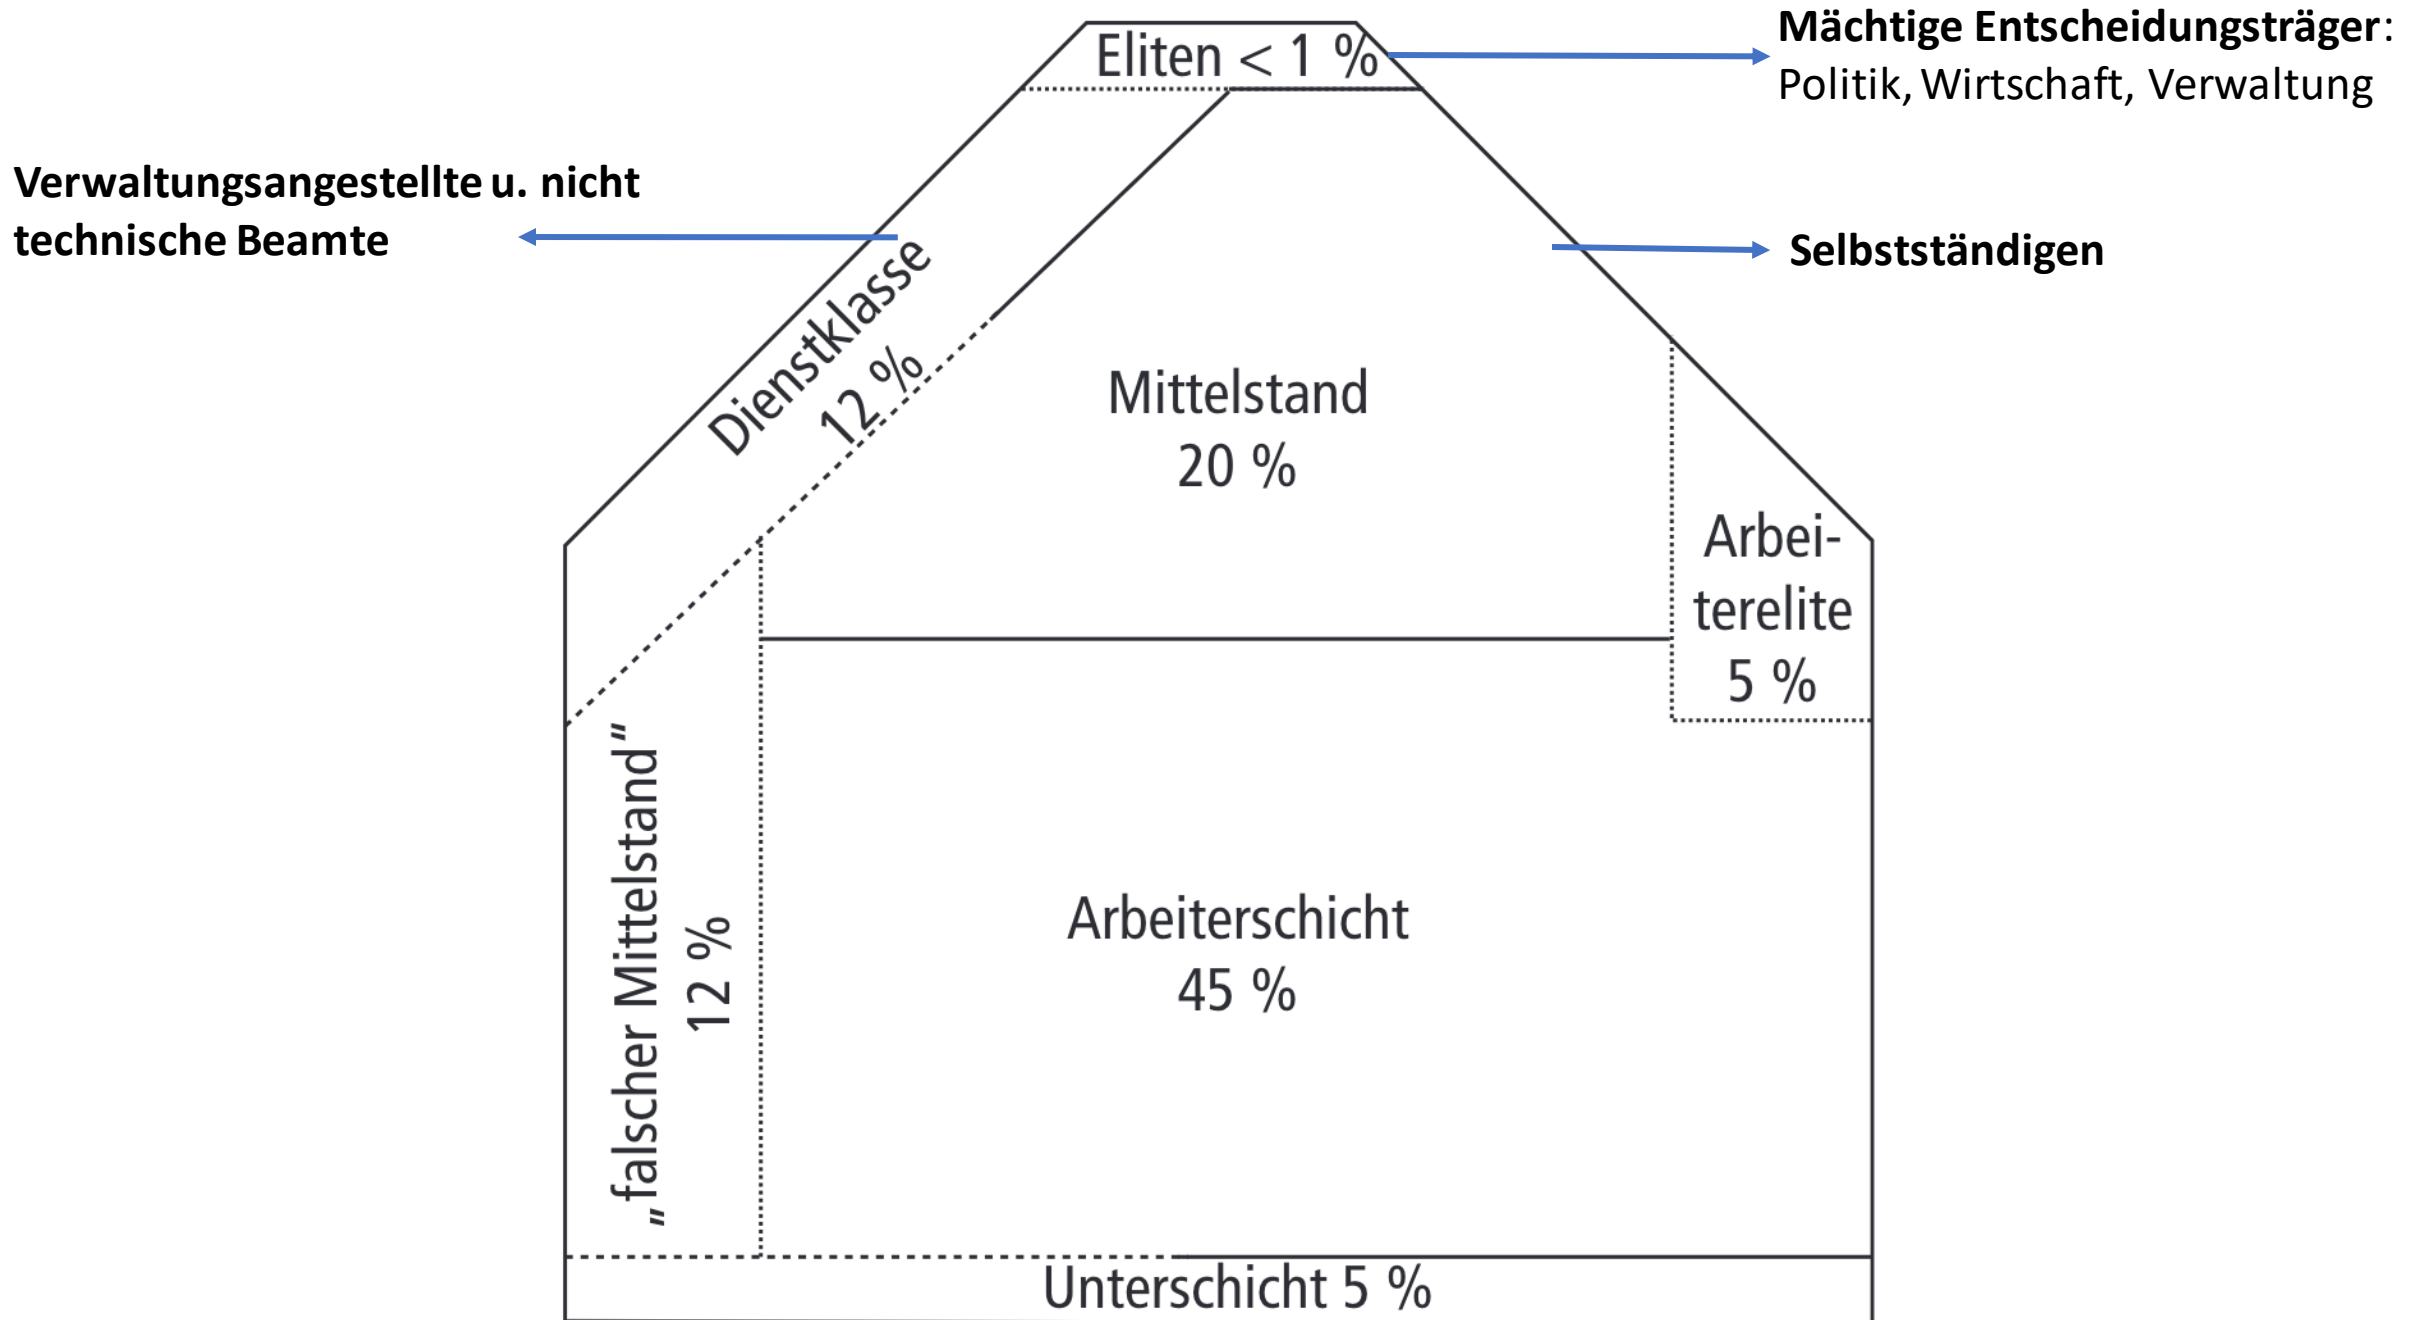 Eliten < 1 %
Mächtige Entscheidungsträger:
Politik, Wirtschaft, Verwaltung
Verwaltungsangestellte u. nicht
technische Beamte
Selbstständigen
Dienstklasse
12 %
Mittelstand
20 %
Arbei-
terelite
5 %
„falscher Mittelstand“
12 %
Arbeiterschicht
45 %
Unterschicht 5 %